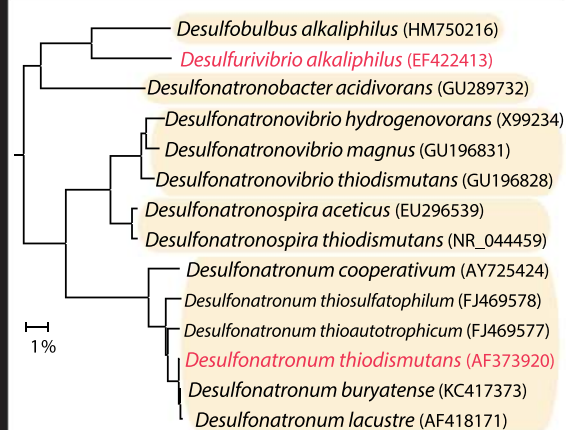 Desulfobulbus alkaliphilus (HM750216)
Desulfurivibrio alkaliphilus (EF422413)
Desulfonatronobacter acidivorans (GU289732)
Desulfonatronovibrio hydrogenovorans (X99234)
Desulfonatronovibrio magnus (GU196831)
Desulfonatronovibrio thiodismutans (GU196828)
Desulfonatronospira aceticus (EU296539)
Desulfonatronospira thiodismutans (NR_044459)
Desulfonatronum cooperativum (AY725424)
Desulfonatronum thiosulfatophilum (FJ469578)
Desulfonatronum thioautotrophicum (FJ469577)
1%
Desulfonatronum thiodismutans (AF373920)
Desulfonatronum buryatense (KC417373)
Desulfonatronum lacustre (AF418171)